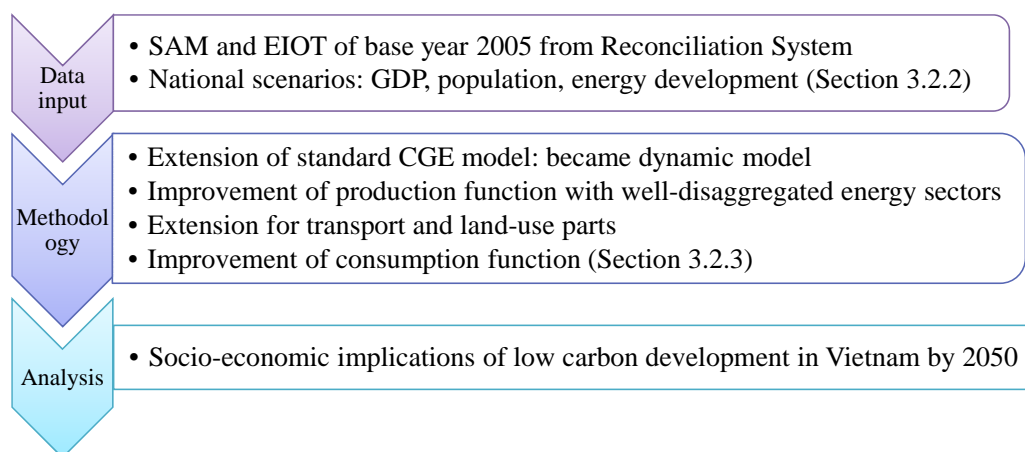 Data
input
• SAM and EIOT of base year 2005 from Reconciliation System
• National scenarios: GDP, population, energy development (Section 3.2.2)
Methodol
ogy
• Extension of standard CGE model: became dynamic model
• Improvement of production function with well-disaggregated energy sectors
• Extension for transport and land-use parts
• Improvement of consumption function (Section 3.2.3)
Analysis
• Socio-economic implications of low carbon development in Vietnam by 2050